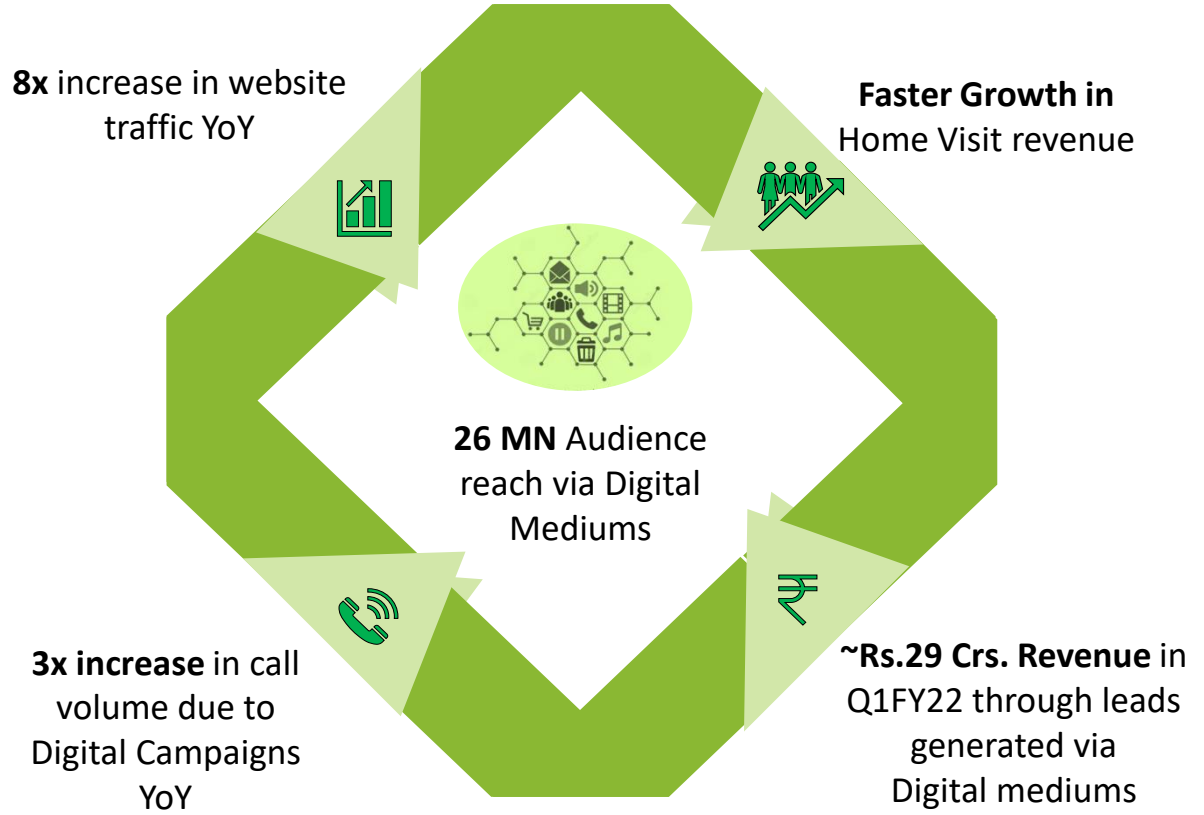 8x increase in website
traffic YoY
Faster Growth in
Home Visit revenue
26 MN Audience
reach via Digital
Mediums
3x increase in call
volume due to
Digital Campaigns
YoY
~Rs.29 Crs. Revenue in
Q1FY22 through leads
generated via
Digital mediums